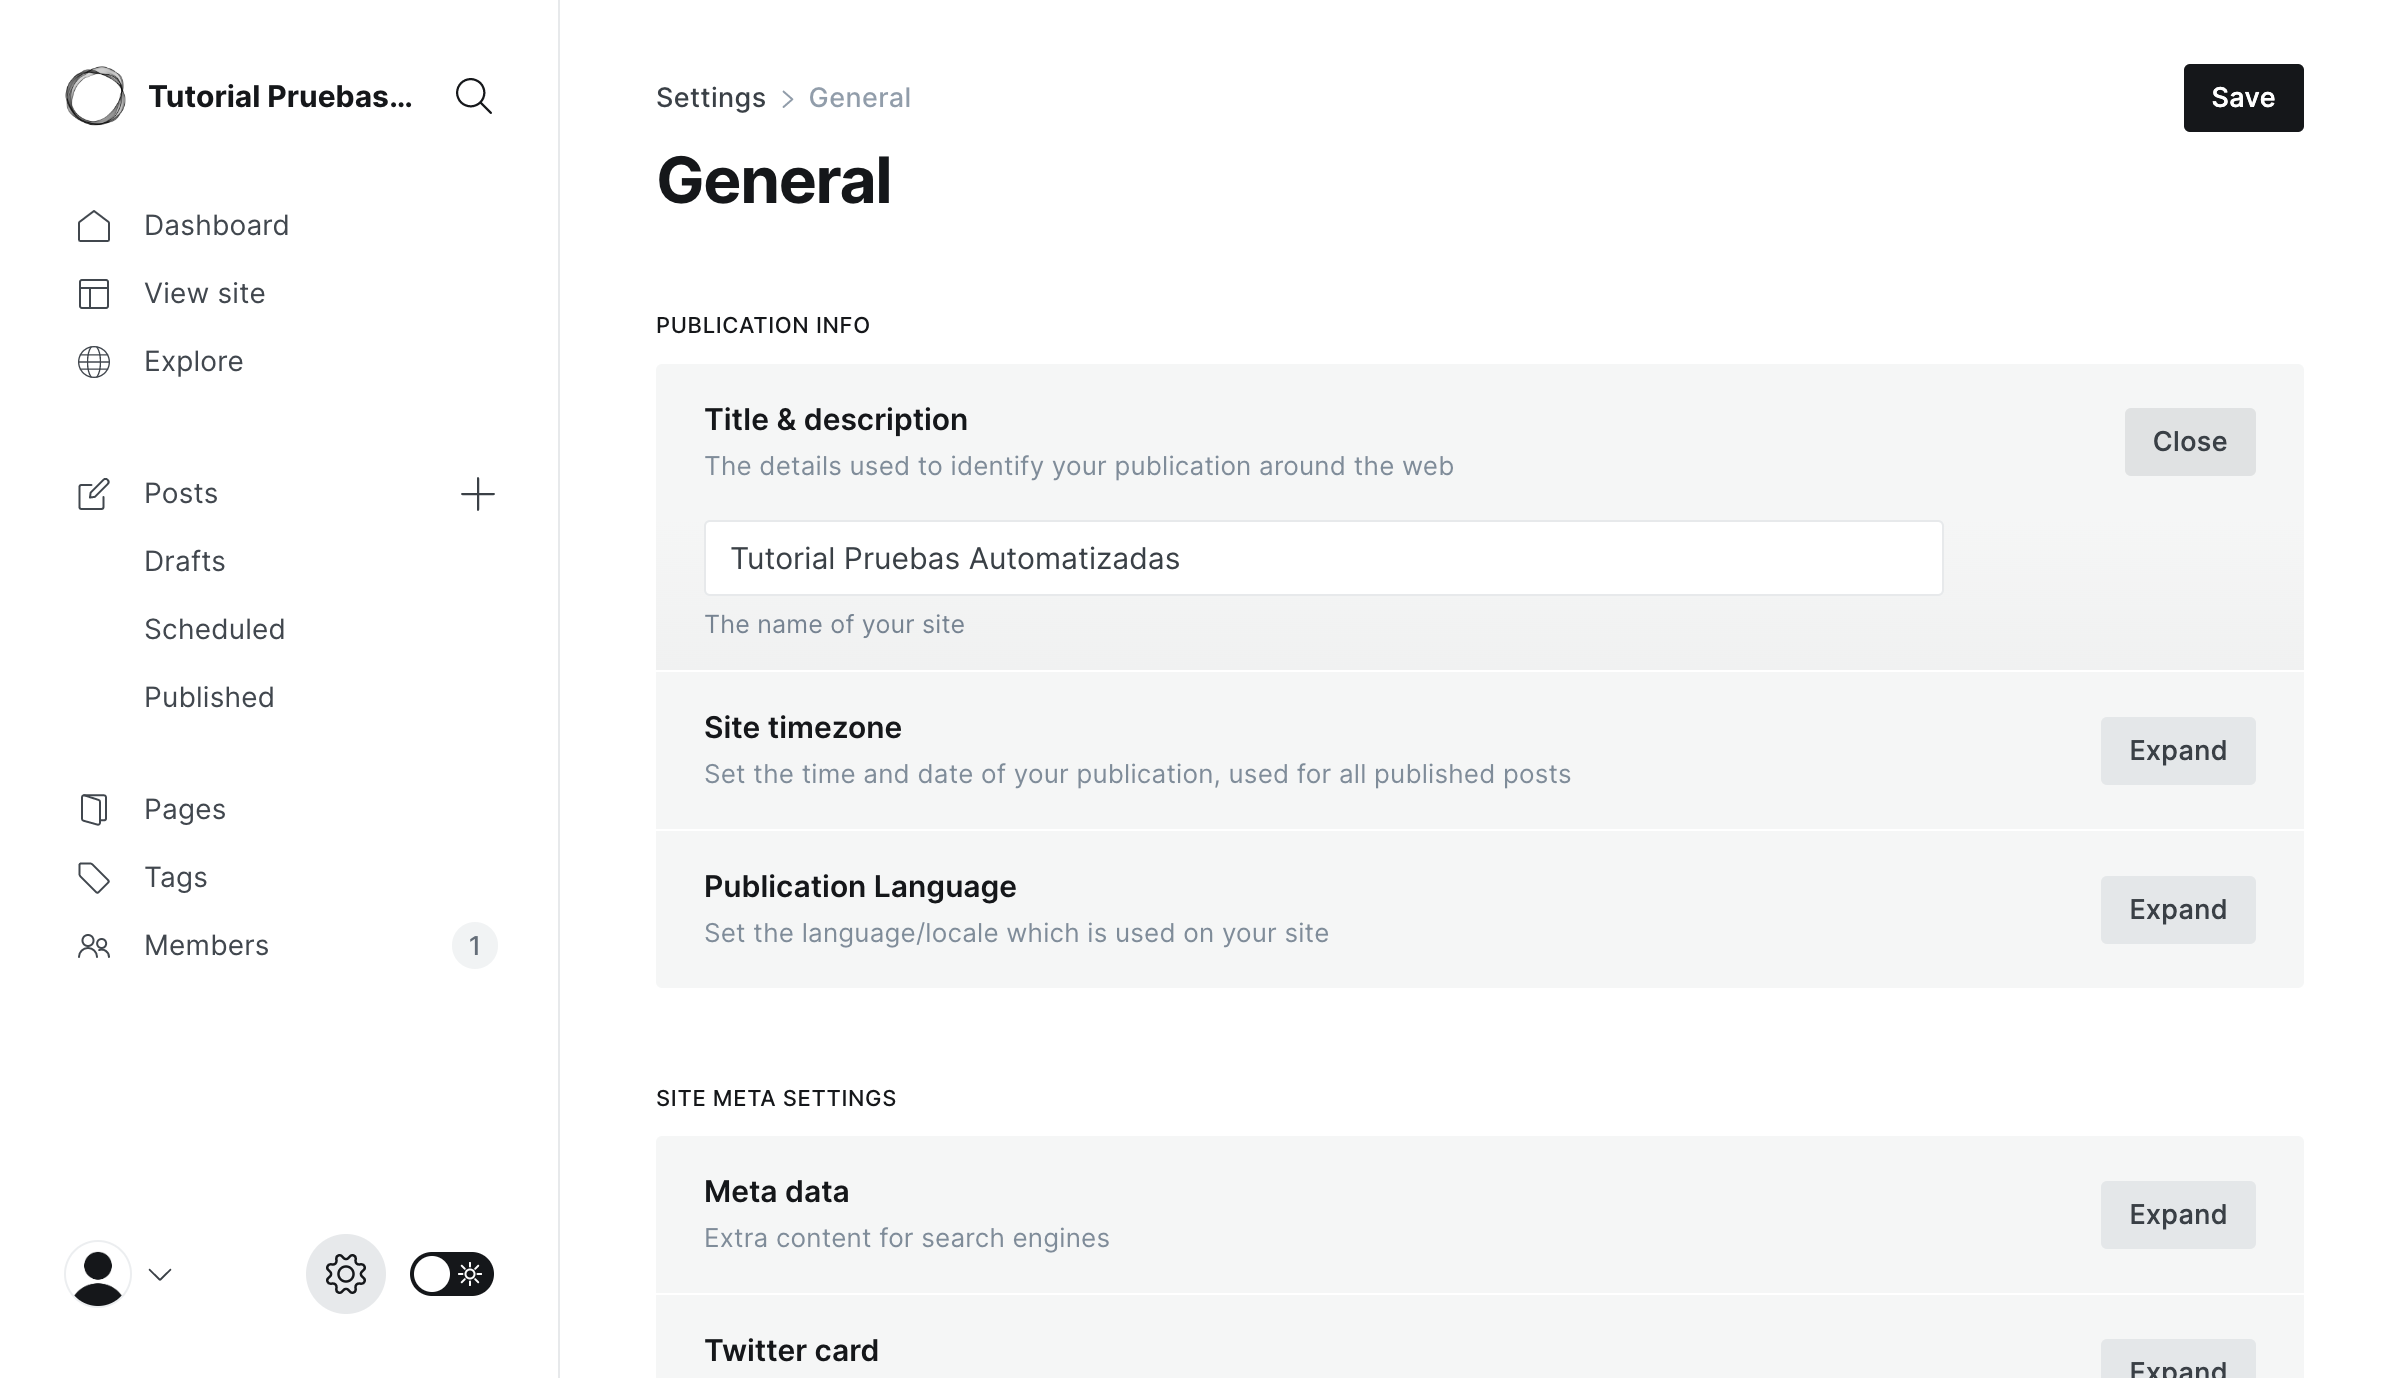 Tutorial Pruebas...
Dashboard
View site
Explore
Posts
Drafts
Scheduled
Published
Pages
Tags
Members
1
Settings > General
Save
General
PUBLICATION INFO
Title & description
Close
The details used to identify your publication around the web
Tutorial Pruebas Automatizadas
The name of your site
Site timezone
Expand
Set the time and date of your publication, used for all published posts
Publication Language
Expand
Set the language/locale which is used on your site
SITE META SETTINGS
Meta data
Expand
Extra content for search engines
Twitter card
Expand